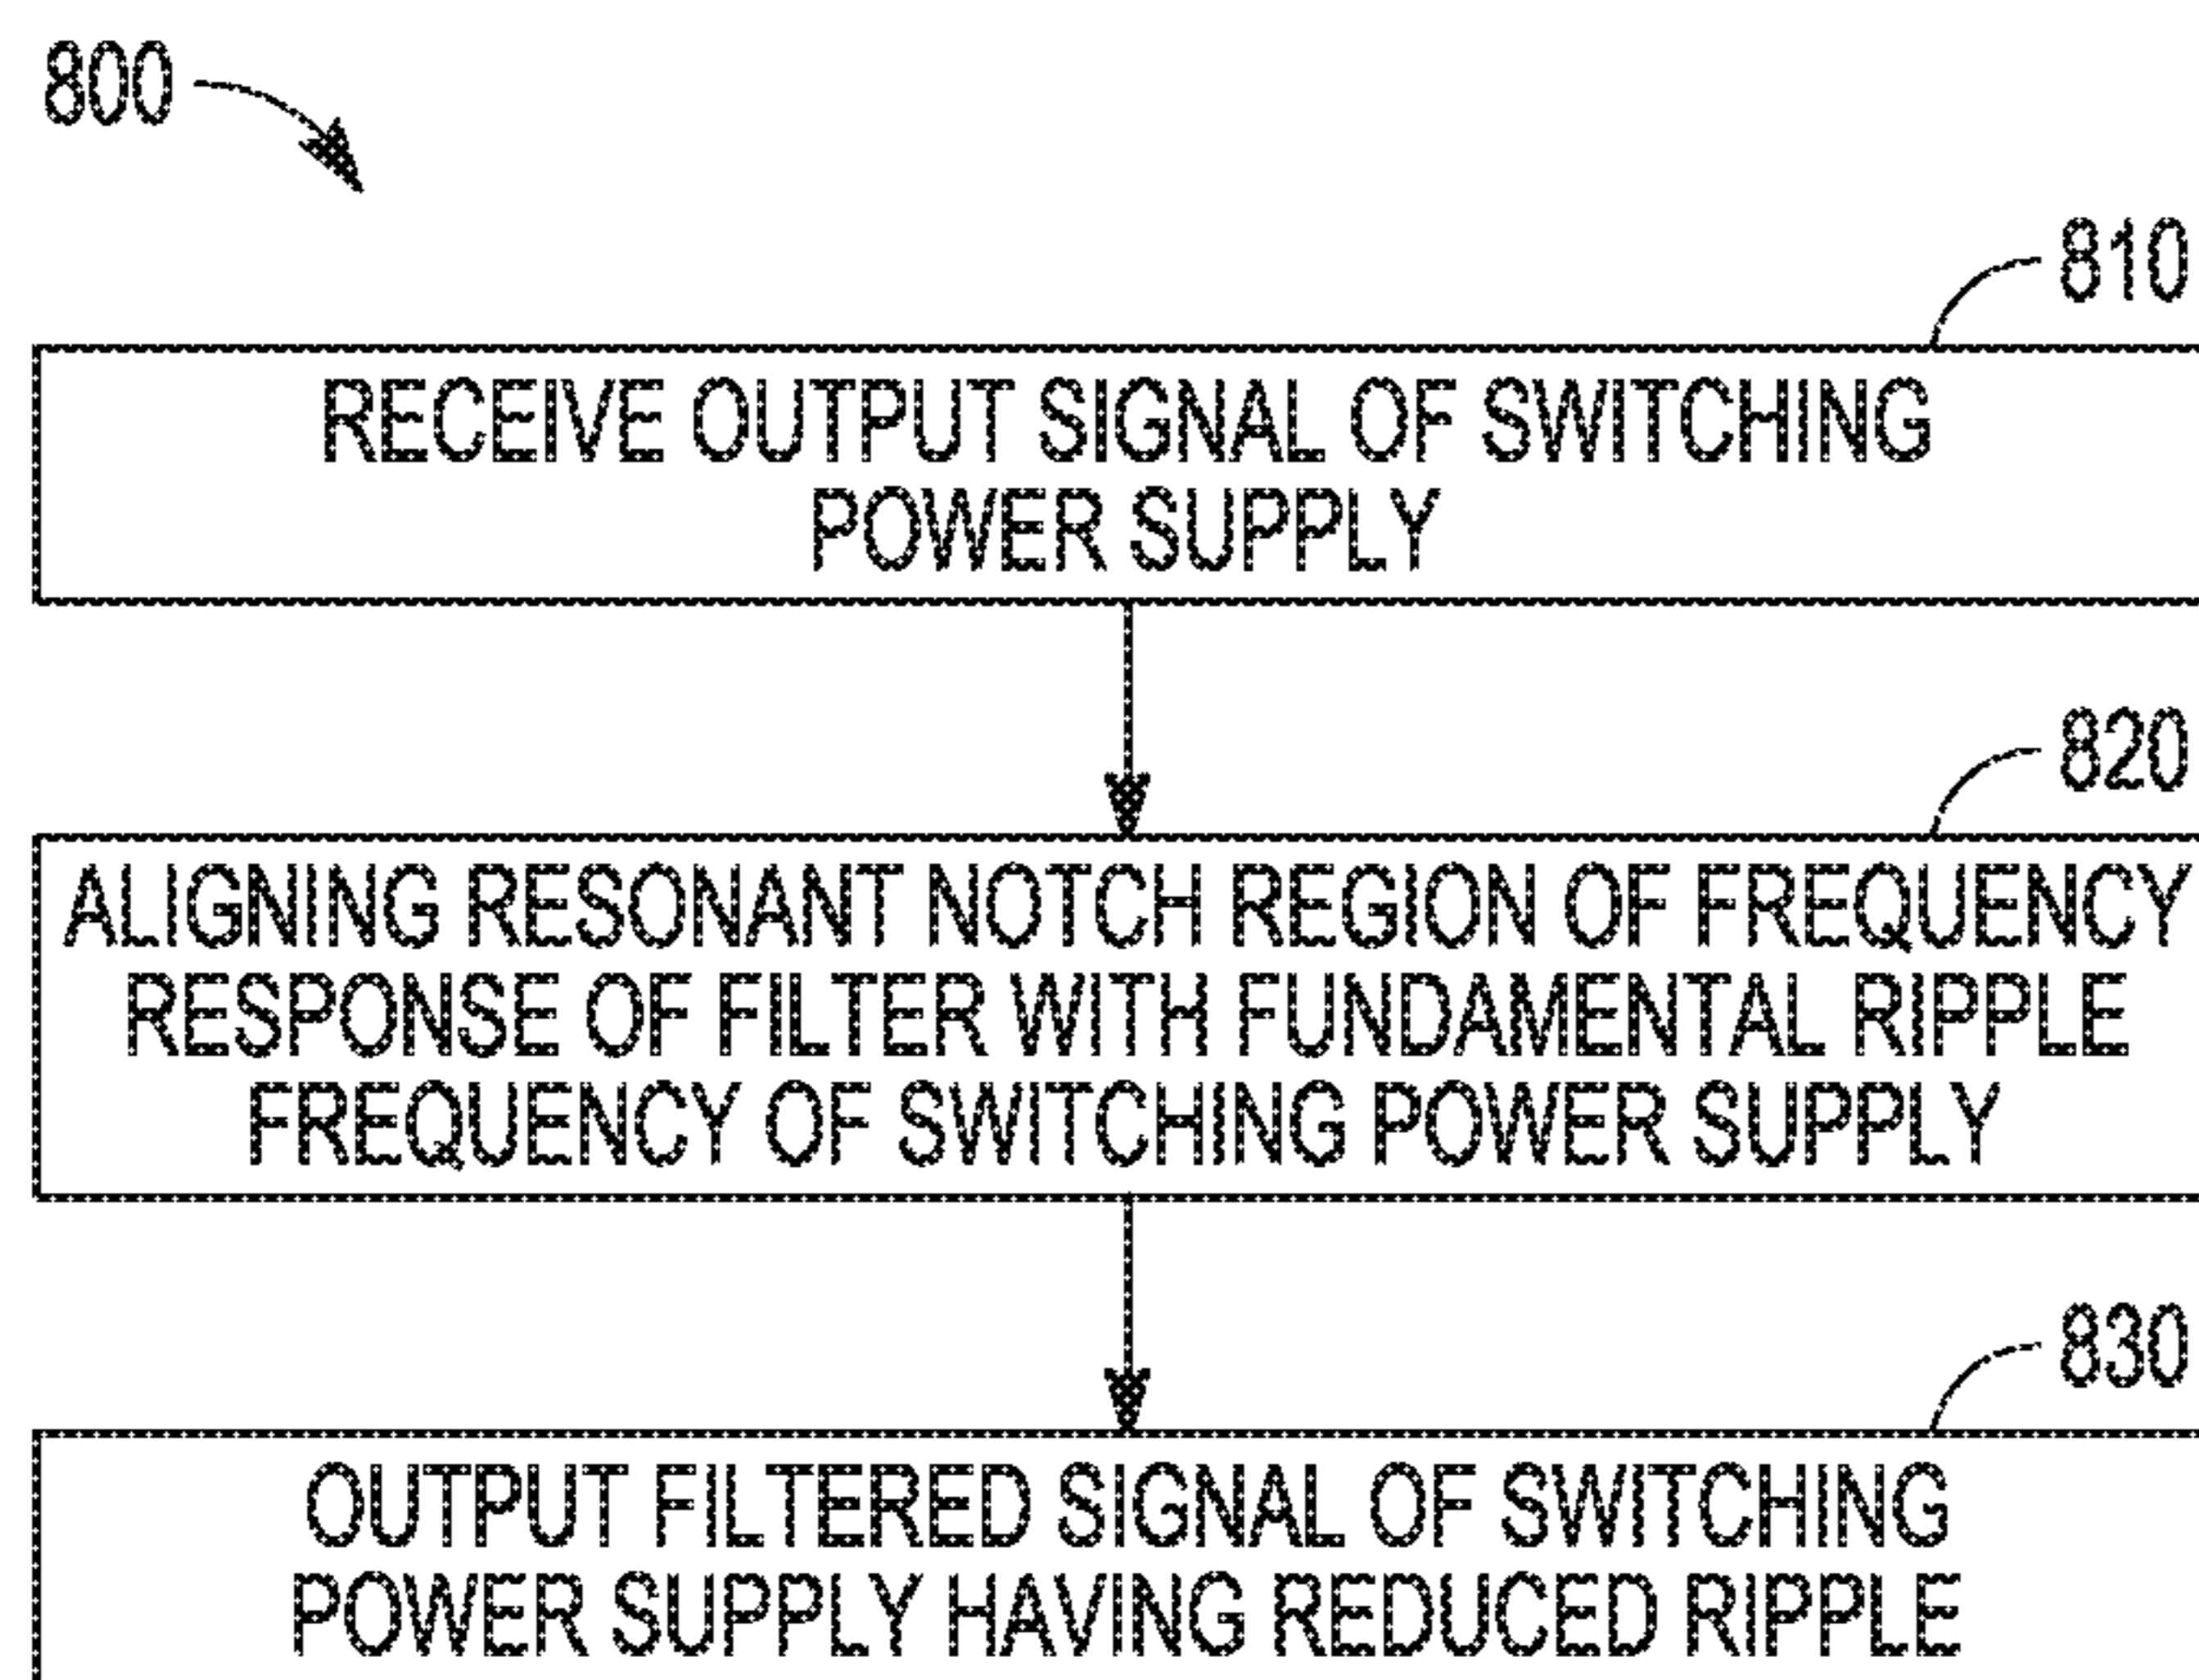 800
810
RECEIVE OUTPUT SIGNAL OF SWITCHING
POWER SUPPLY
820
ALIGNING RESONANT NOTCH REGION OF FREQUENCY
RESPONSE OF FILTER WITH FUNDAMENTAL RIPPLE
FREQUENCY OF SWITCHING POWER SUPPLY
830
OUTPUT FILTERED SIGNAL OF SWITCHING
POWER SUPPLY HAVING REDUCED RIPPLE